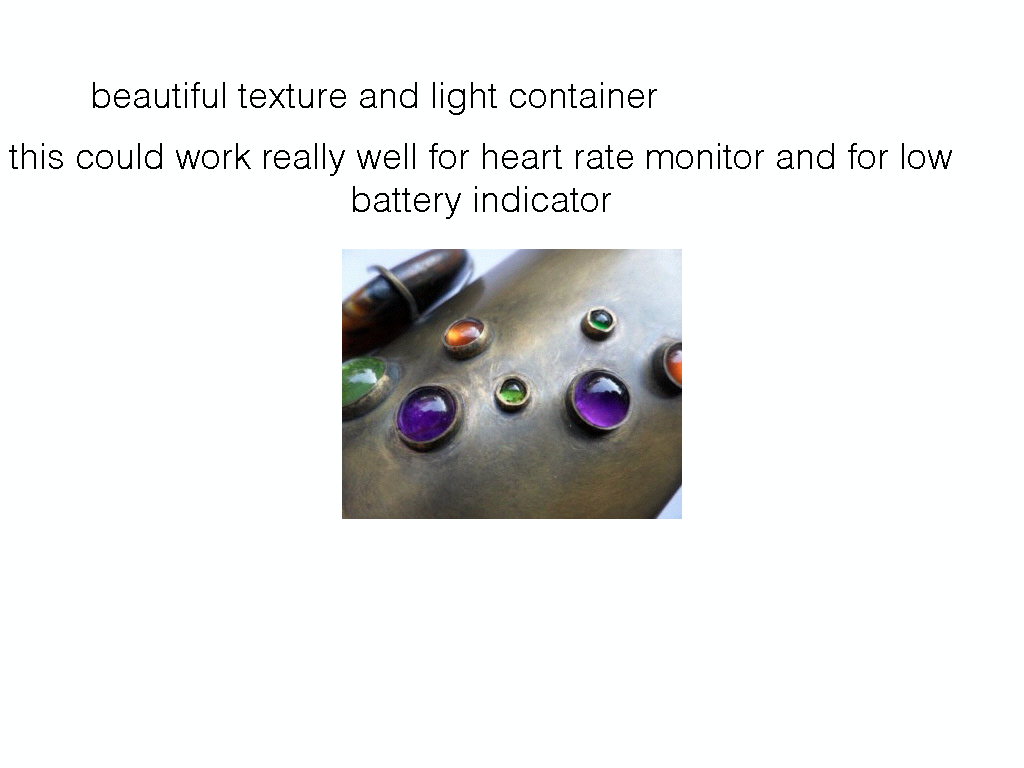 beautiful texture and light container
this could work really well for heart rate monitor and for low
battery indicator